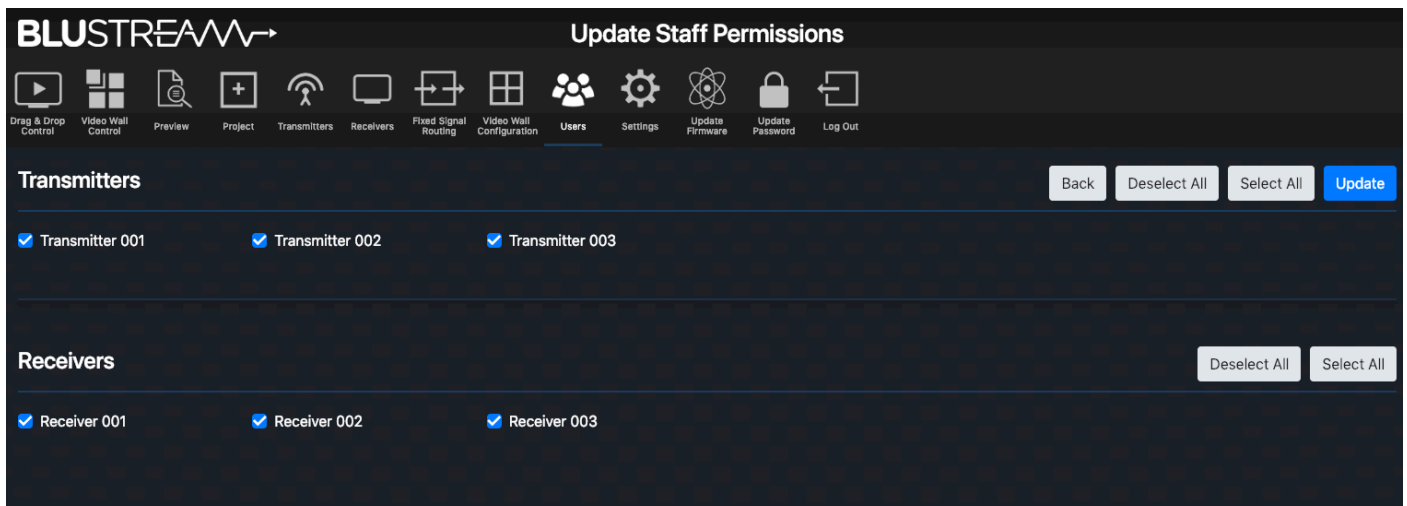 BLUSTREAM
Update Staff Permissions
Drag & Drop Control
Video Wall Control
Preview
Project
Transmitters
Receivers
Fixed Signal Routing
Video Wall Configuration
Users
Settings
Update Firmware
Update Password
Log Out
Transmitters
Back
Deselect All
Select All
Update
Transmitter 001
Transmitter 002
Transmitter 003
Receivers
Deselect All
Select All
Receiver 001
Receiver 002
Receiver 003